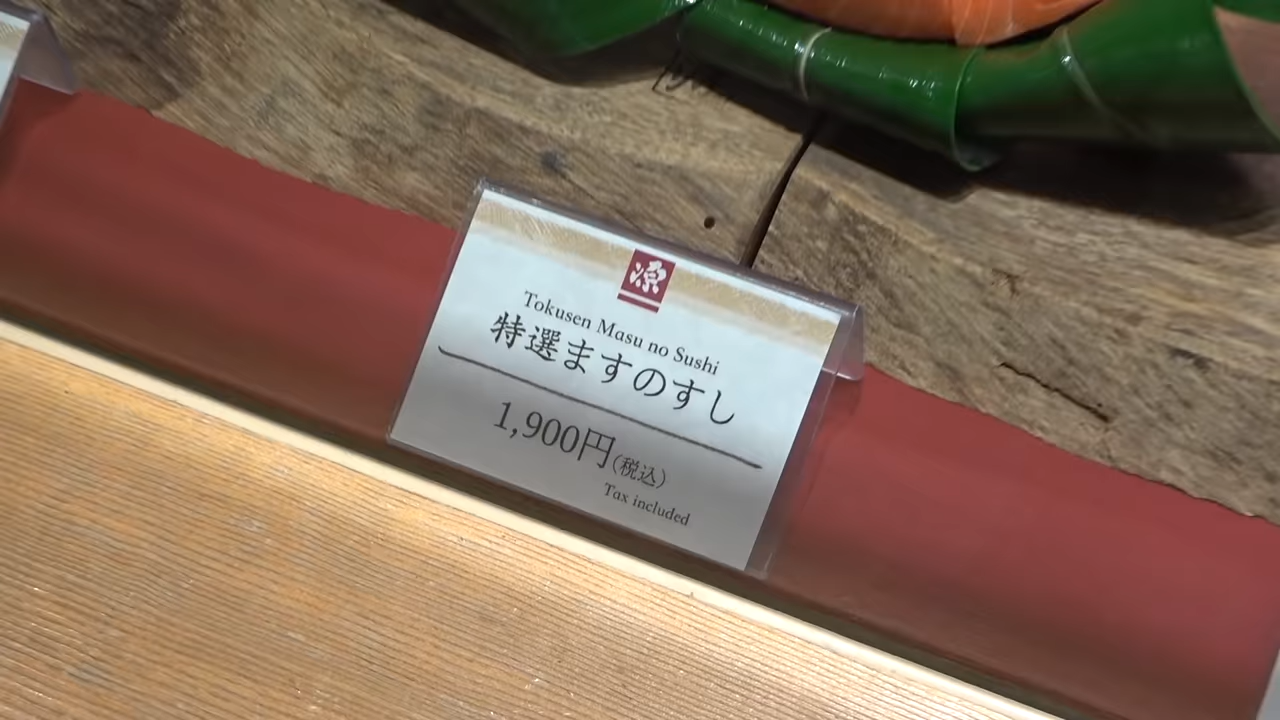 源
Tokusen Masu no Sushi
特選ますのすし
1,900円(税込)
Tax included